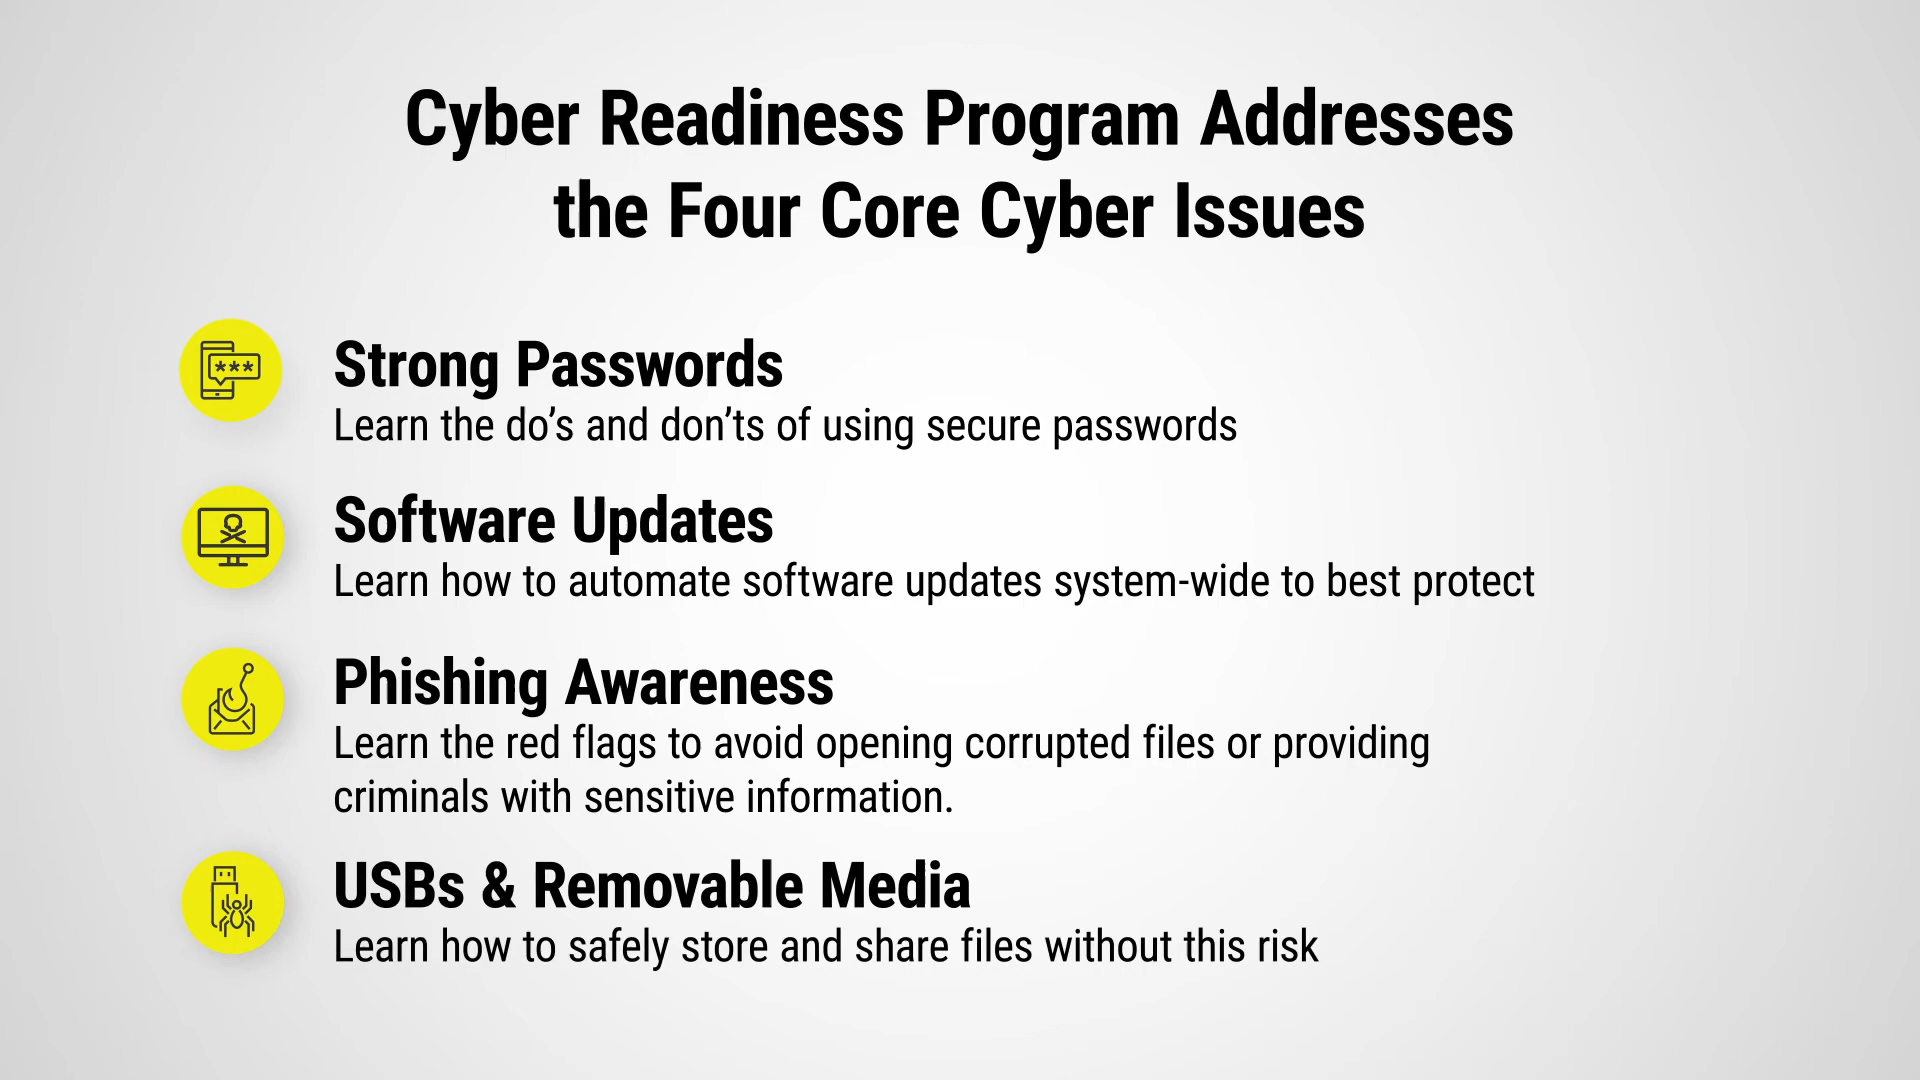 Cyber Readiness Program Addresses
the Four Core Cyber Issues
***
Strong Passwords
Learn the do’s and don’ts of using secure passwords
Software Updates
Learn how to automate software updates system-wide to best protect
Phishing Awareness
Learn the red flags to avoid opening corrupted files or providing
criminals with sensitive information.
USBs & Removable Media
Learn how to safely store and share files without this risk